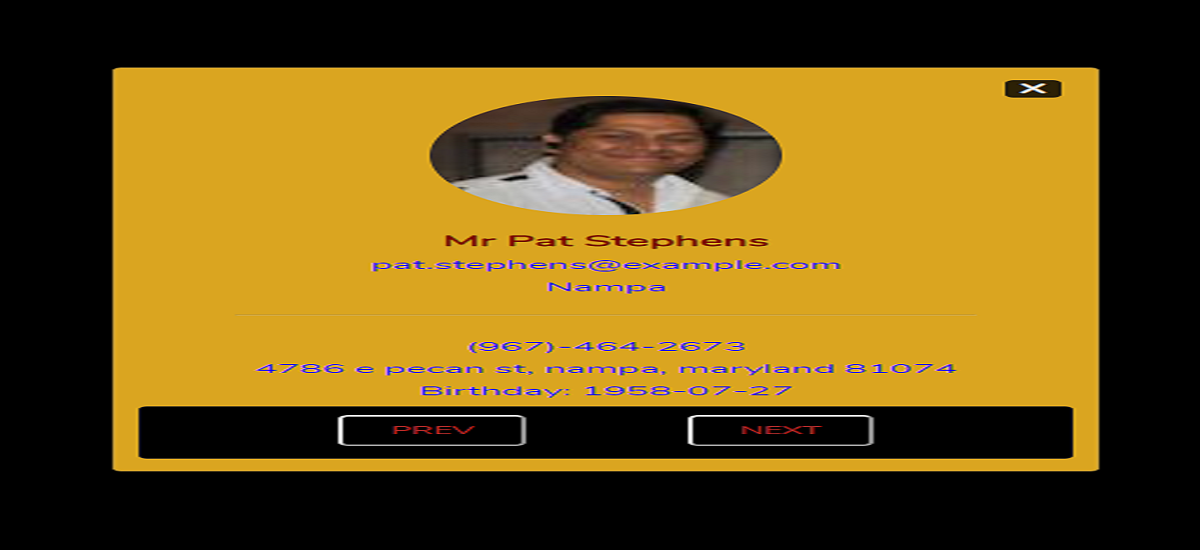 X
Mr Pat Stephens
pat.stephens@example.com
Nampa
(967)-464-2673
4786 e pecan st, nampa, maryland 81074
Birthday: 1958-07-27
PREV NEXT